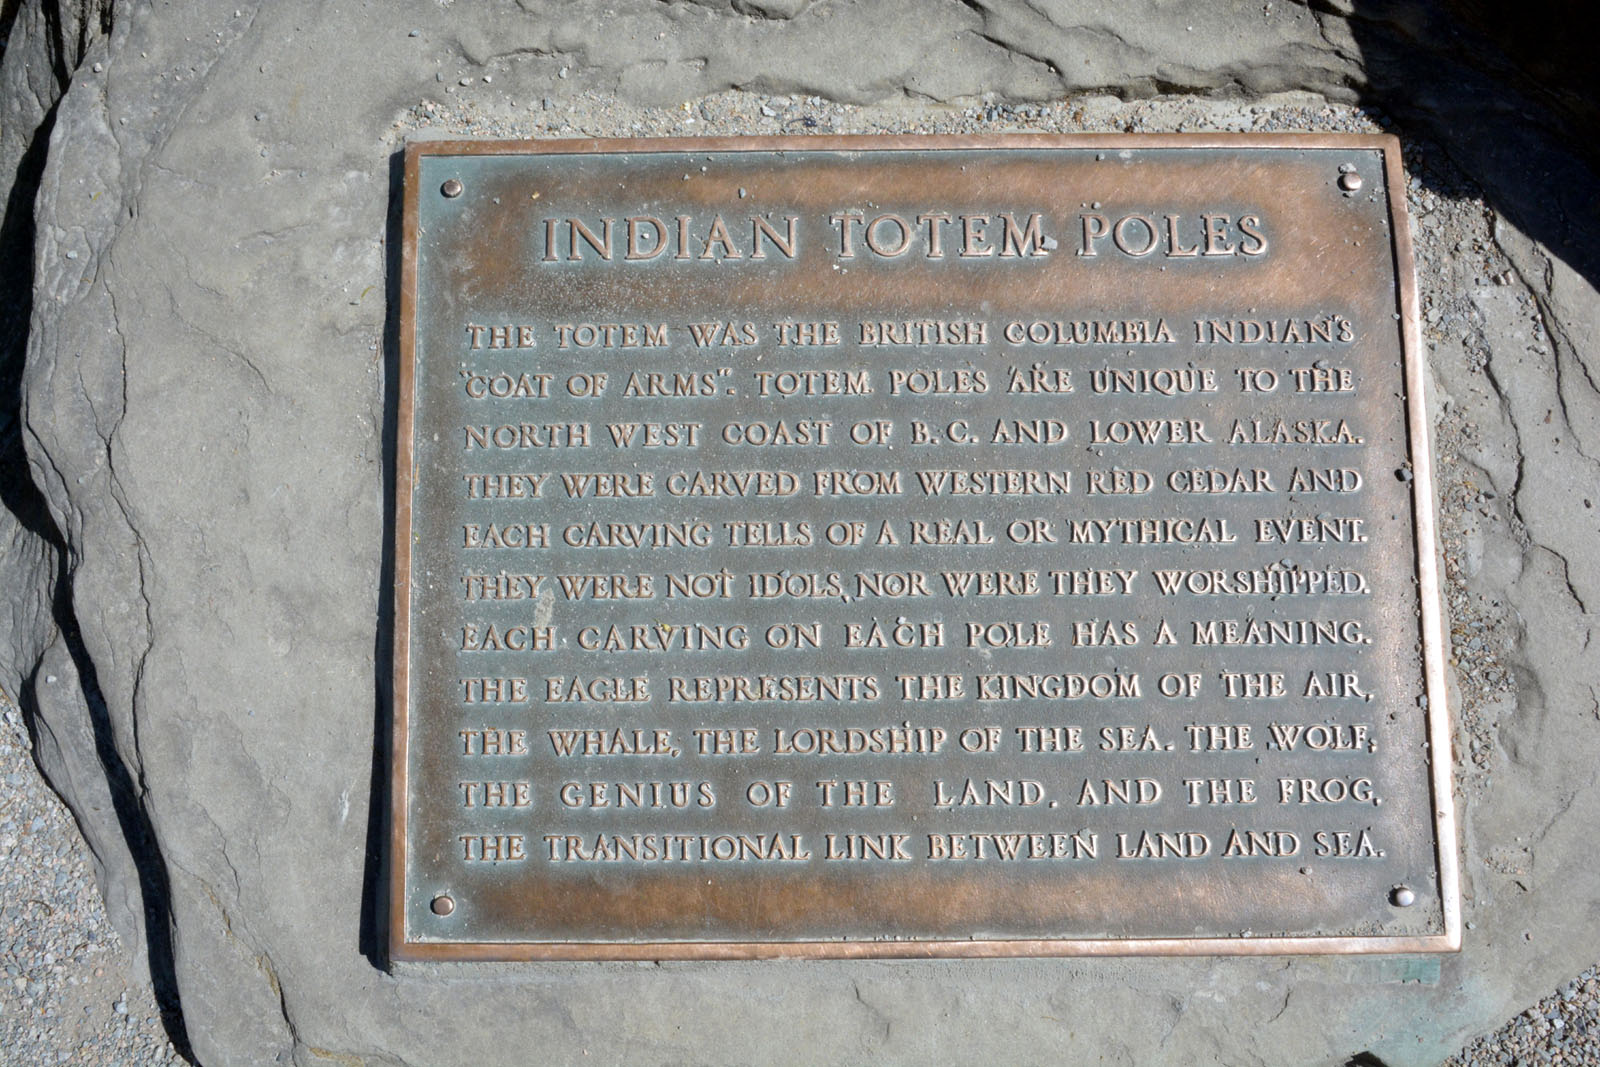 INDIAN TOTEM POLES
THE TOTEM WAS THE BRITISH COLUMBIA INDIAN'S
"COAT OF ARMS". TOTEM POLES ARE UNIQUE TO THE
NORTH WEST COAST OF B.C. AND LOWER ALASKA.
THEY WERE CARVED FROM WESTERN RED CEDAR AND
EACH CARVING TELLS OF A REAL OR MYTHICAL EVENT.
THEY WERE NOT IDOLS, NOR WERE THEY WORSHIPPED.
EACH CARVING ON EACH POLE HAS A MEANING.
THE EAGLE REPRESENTS THE KINGDOM OF THE AIR,
THE WHALE, THE LORDSHIP OF THE SEA. THE WOLF,
THE GENIUS OF THE LAND. AND THE FROG,
THE TRANSITIONAL LINK BETWEEN LAND AND SEA.